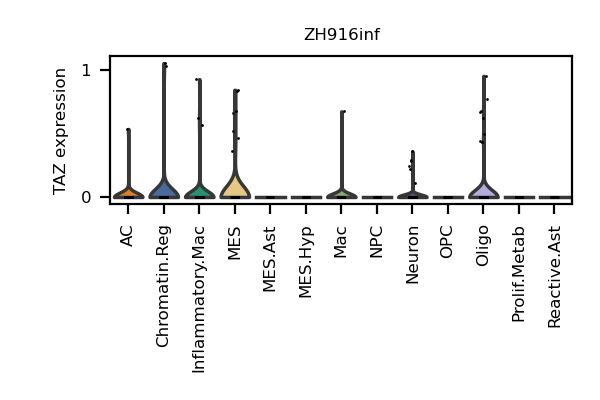 ZH916inf
TAZ expression
1
0
AC
Chromatin.Reg
Inflammatory.Mac
MES
MES.Ast
MES.Hyp
Mac
NPC
Neuron
OPC
Oligo
Prolif.Metab
Reactive.Ast